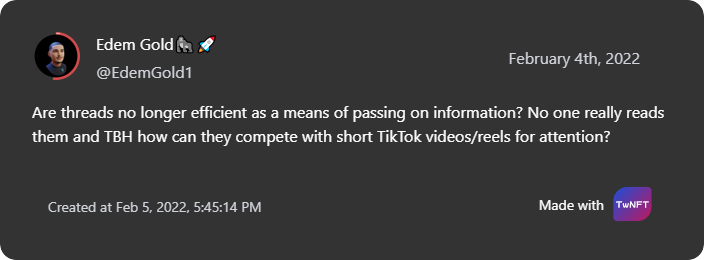 Edem Gold🦍🚀
@EdemGold1
February 4th, 2022
Are threads no longer efficient as a means of passing on information? No one really reads
them and TBH how can they compete with short TikTok videos/reels for attention?
Created at Feb 5, 2022, 5:45:14 PM
Made with
TwNFT